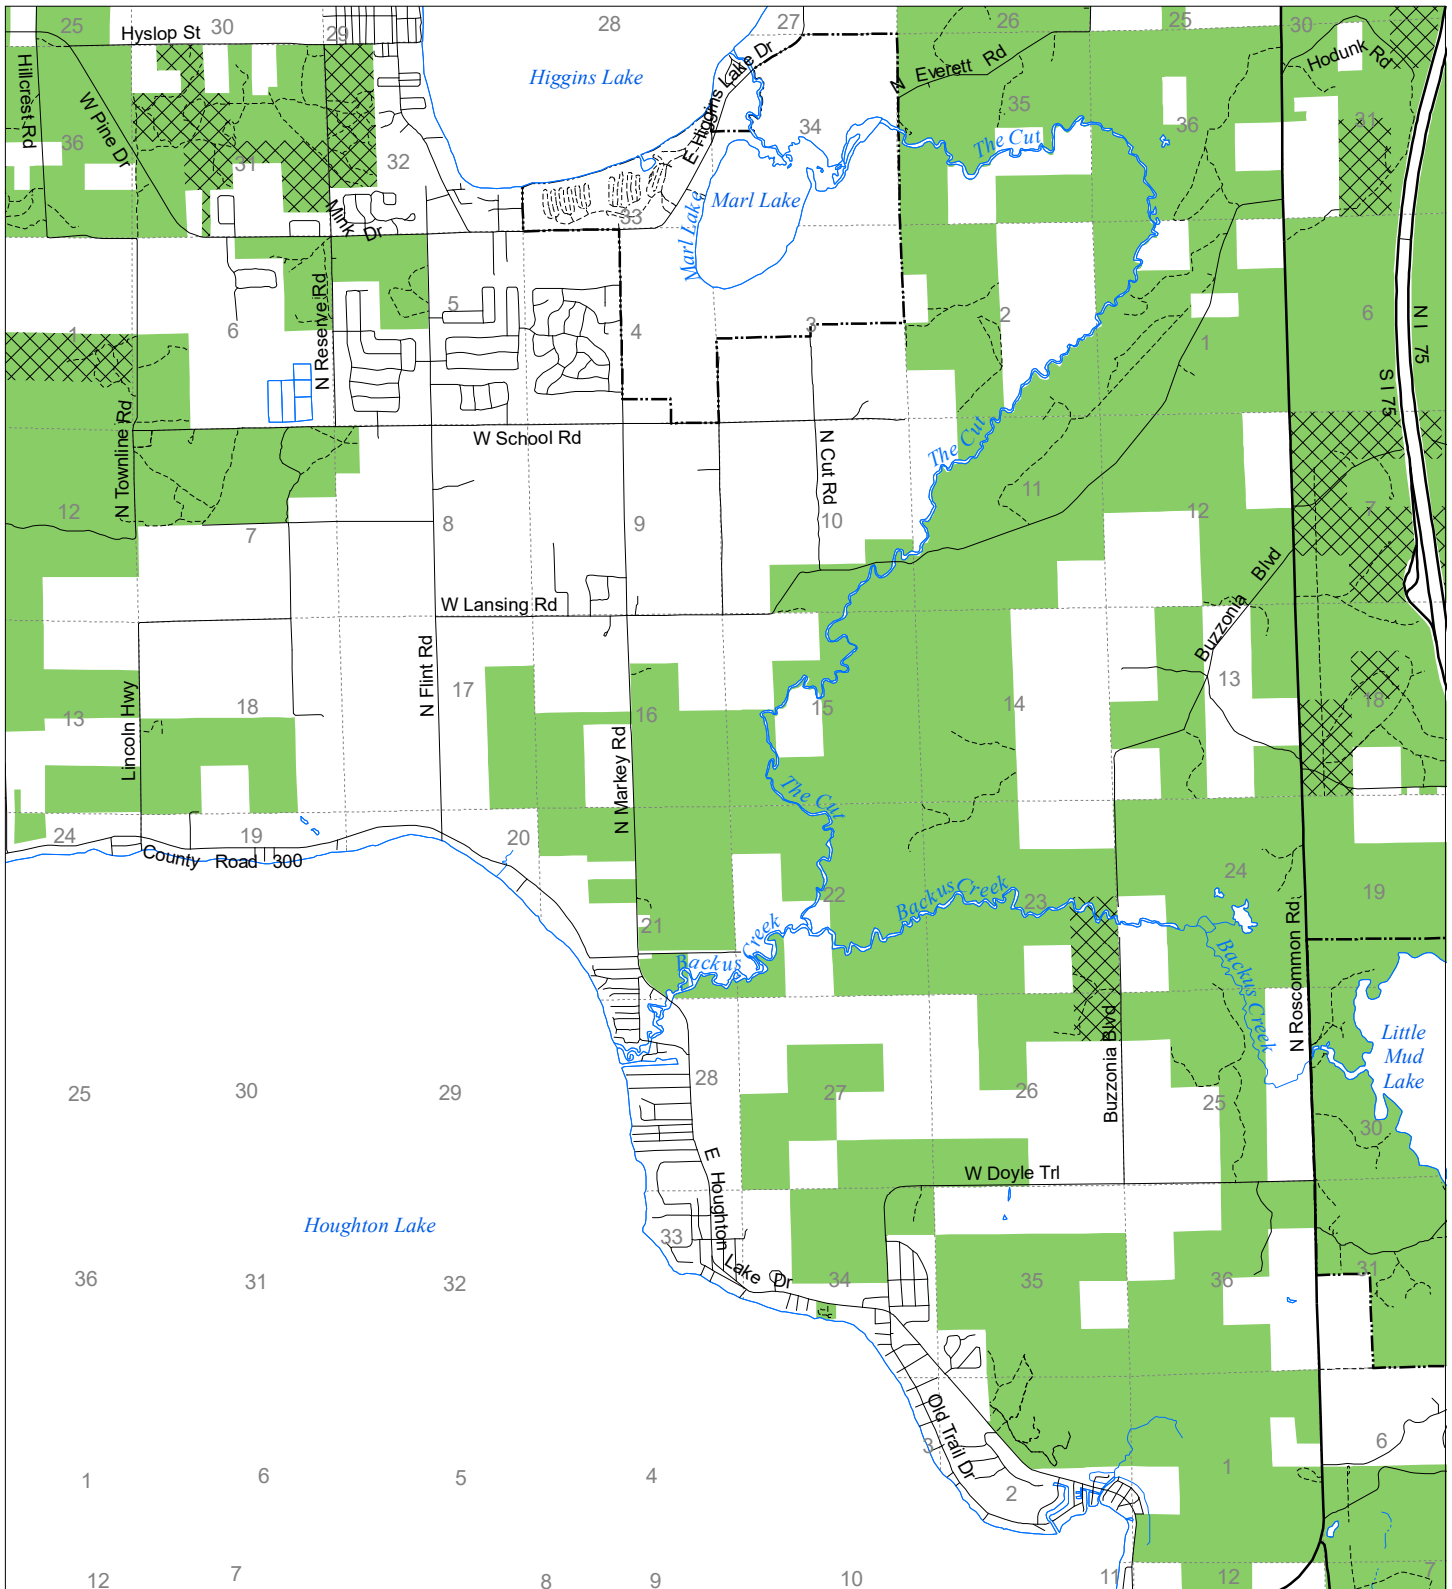 25
30
29
28
27
26
25
30
Hyslop St
Higgins Lake
E Higgins Lake Dr
N Everett Rd
Hodunk Rd
Hillcrest Rd
W Pine Dr
36
31
32
33
34
35
36
31
The Cut
Mink Dr
Marl Lake
Marl Lake
1
6
5
4
3
2
1
6
N Reserve Rd
N I 75
S I 75
N Townline Rd
W School Rd
N Cut Rd
The Cut
12
7
8
9
10
11
12
7
W Lansing Rd
Buzzonia Blvd
N Flint Rd
Lincoln Hwy
13
18
17
16
15
14
13
18
N Markey Rd
The Cut
24
19
20
21
22
23
24
19
County Road 300
Backus Creek
Backus Creek
Backus Creek
N Roscommon Rd
Buzzonia Blvd
Little
Mud
Lake
25
30
29
28
27
26
25
30
E Houghton Lake Dr
W Doyle Trl
Houghton Lake
36
31
32
33
34
35
36
31
Old Trail Dr
1
6
5
4
3
2
1
6
12
7
8
9
10
11
12
7